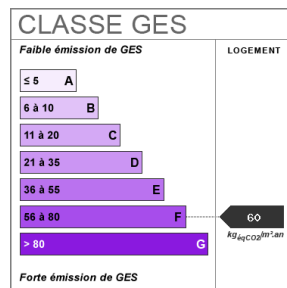 CLASSE GES
Faible émission de GES
LOGEMENT
≤ 5 A
6 à 10 B
11 à 20 C
21 à 35 D
36 à 55 E
56 à 80 F
60
kgéqCO2/m².an
> 80 G
Forte émission de GES